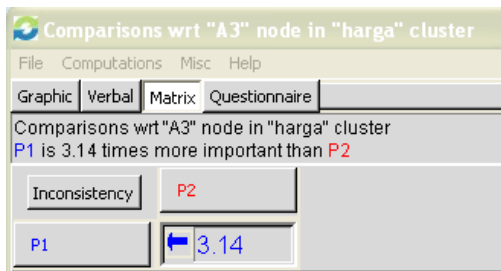 Comparisons wrt "A3" node in "harga" cluster
File Computations Misc Help
Graphic Verbal Matrix Questionnaire
Comparisons wrt "A3" node in "harga" cluster
P1 is 3.14 times more important than P2
Inconsistency P2
P1 3.14